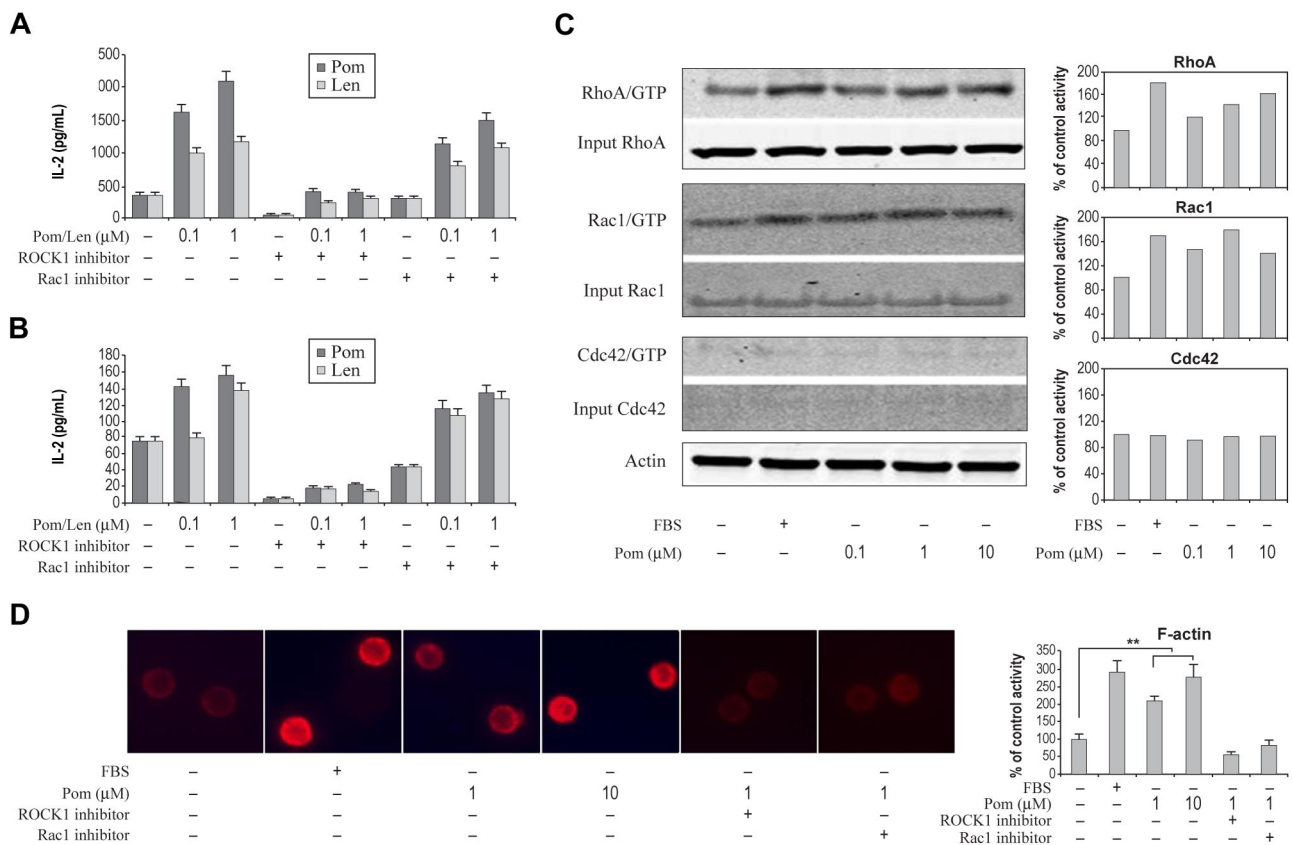 A
500
000
1500
1000
500
0
IL-2 (pg/mL)
Pom
Len
Pom/Len (μM) – 0.1 1 – 0.1 1 – 0.1 1
ROCK1 inhibitor – – – + + + – – –
Rac1 inhibitor – – – – – – + + +
B
180
160
140
120
100
80
60
40
20
0
IL-2 (pg/mL)
Pom
Len
Pom/Len (μM) – 0.1 1 – 0.1 1 – 0.1 1
ROCK1 inhibitor – – – + + + – – –
Rac1 inhibitor – – – – – – + + +
C
RhoA/GTP
Input RhoA
Rac1/GTP
Input Rac1
Cdc42/GTP
Input Cdc42
Actin
FBS – + – – –
Pom (μM) – – 0.1 1 10
RhoA
% of control activity
200
160
120
80
40
0
Rac1
% of control activity
200
160
120
80
40
0
Cdc42
% of control activity
200
160
120
80
40
0
FBS – + – – –
Pom (μM) – – 0.1 1 10
D
FBS – + – – – –
Pom (μM) – – 1 10 1 1
ROCK1 inhibitor – – – – + –
Rac1 inhibitor – – – – – +
F-actin
**
% of control activity
350
300
250
200
150
100
50
0
FBS – + – – – –
Pom (μM) – – 1 10 1 1
ROCK1 inhibitor – – – – + –
Rac1 inhibitor – – – – – +